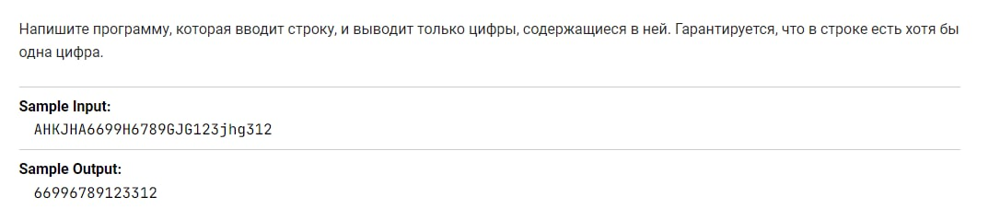 Напишите программу, которая вводит строку, и выводит только цифры, содержащиеся в ней. Гарантируется, что в строке есть хотя бы
одна цифра.
Sample Input:
AHKJHA6699H6789GJG123jhg312
Sample Output:
66996789123312